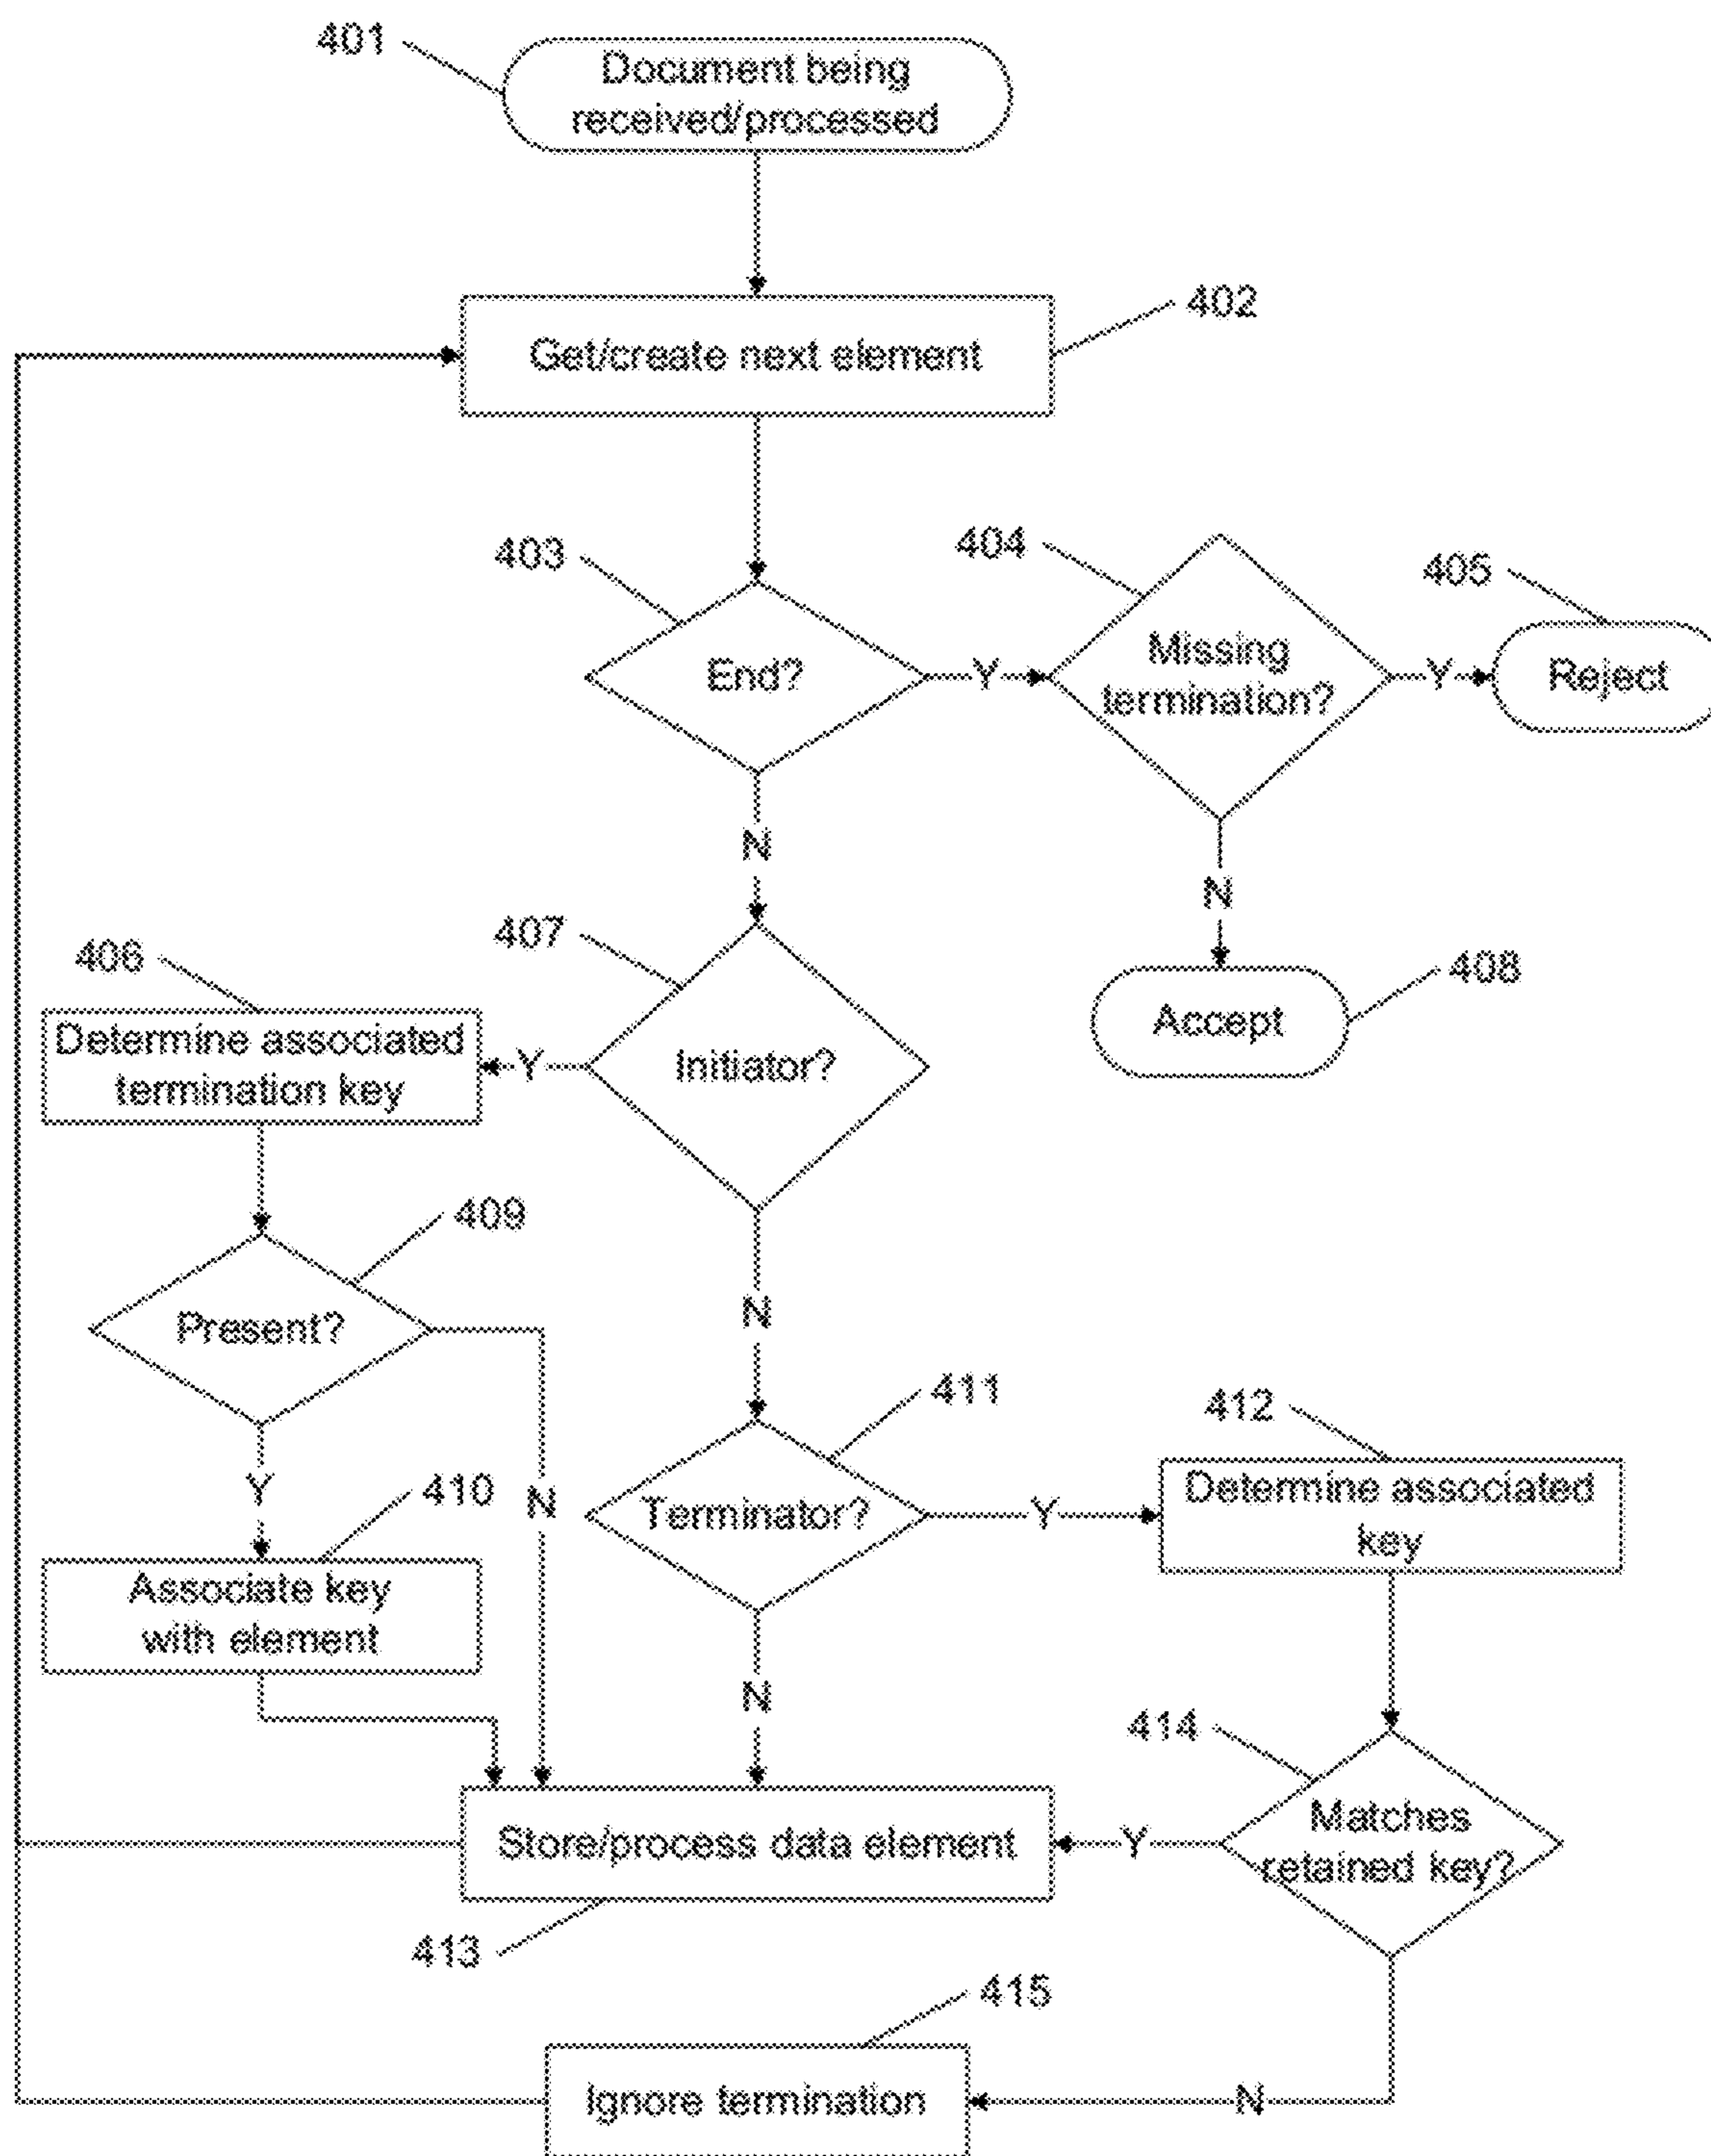 401
Document being
received/processed
402
Get/create next element
403
End?
Y
404
Missing
termination?
Y
405
Reject
N
N
407
406
408
Accept
Determine associated
termination key
Y
Initiator?
409
Present?
N
411
412
Y
410
N
Terminator?
Y
Determine associated
key
Associate key
with element
N
414
Store/process data element
Y
Matches
retained key?
413
415
Ignore termination
N